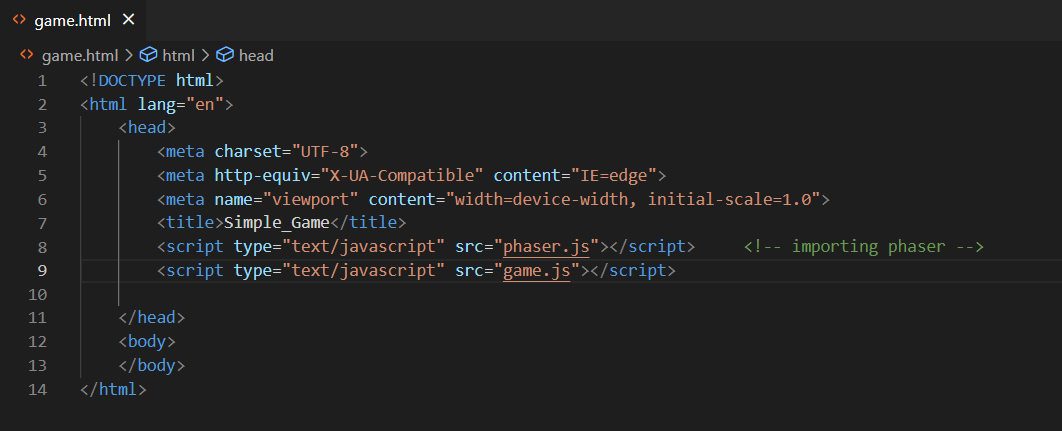 game.html
game.html > html > head
1 <!DOCTYPE html>
2 <html lang="en">
3 <head>
4 <meta charset="UTF-8">
5 <meta http-equiv="X-UA-Compatible" content="IE=edge">
6 <meta name="viewport" content="width=device-width, initial-scale=1.0">
7 <title>Simple_Game</title>
8 <script type="text/javascript" src="phaser.js"></script> <!-- importing phaser -->
9 <script type="text/javascript" src="game.js"></script>
10
11 </head>
12 <body>
13 </body>
14 </html>